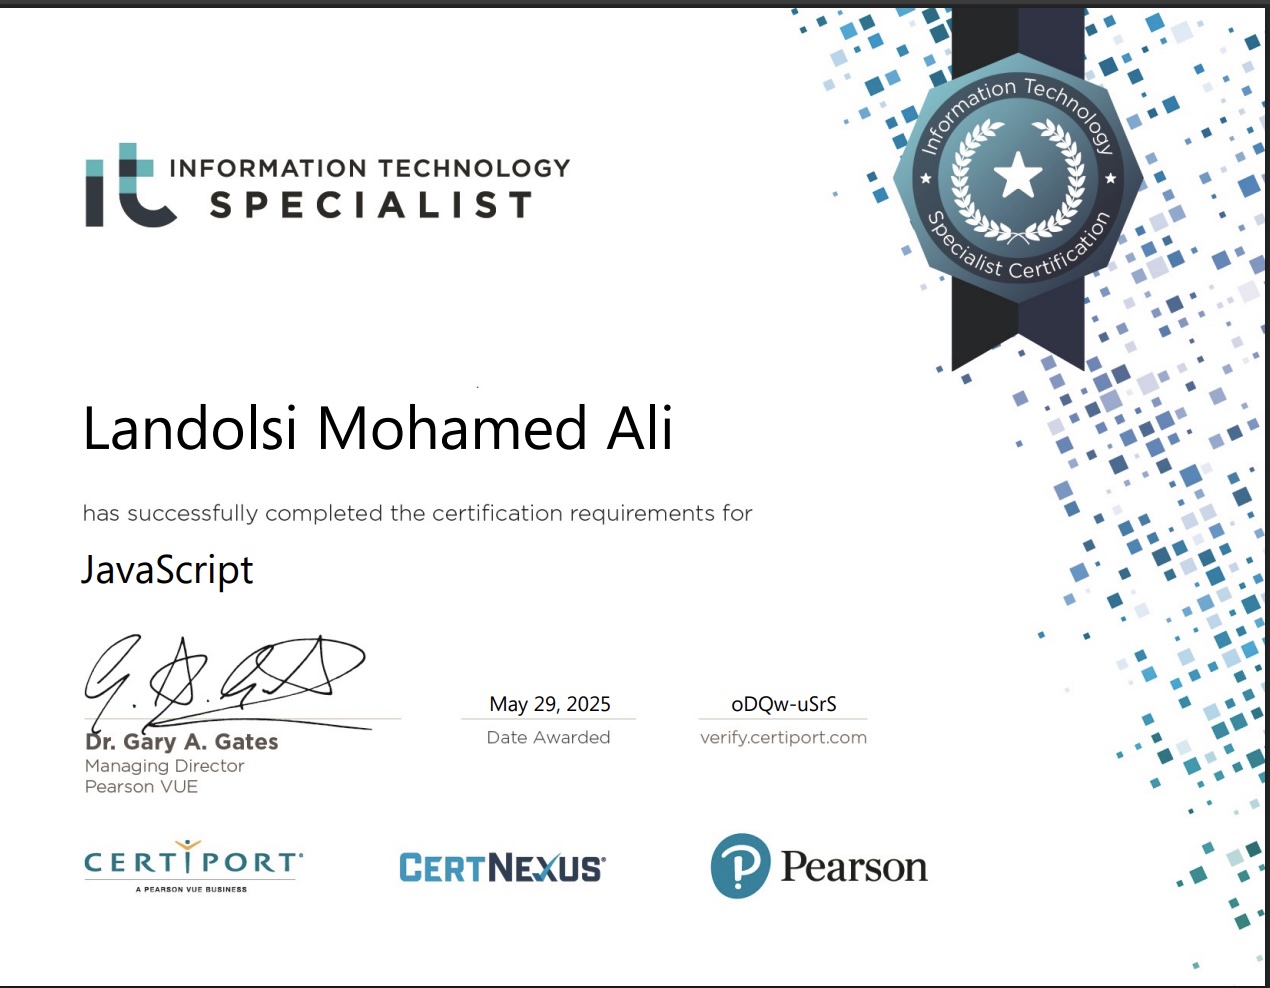 it INFORMATION TECHNOLOGY
SPECIALIST
Information Technology
Specialist Certification
Landolsi Mohamed Ali
has successfully completed the certification requirements for
JavaScript
May 29, 2025
oDQw-uSrS
Dr. Gary A. Gates
Date Awarded
verify.certiport.com
Managing Director
Pearson VUE
CERTIPORT
A PEARSON VUE BUSINESS
CERTNEXUS®
P Pearson